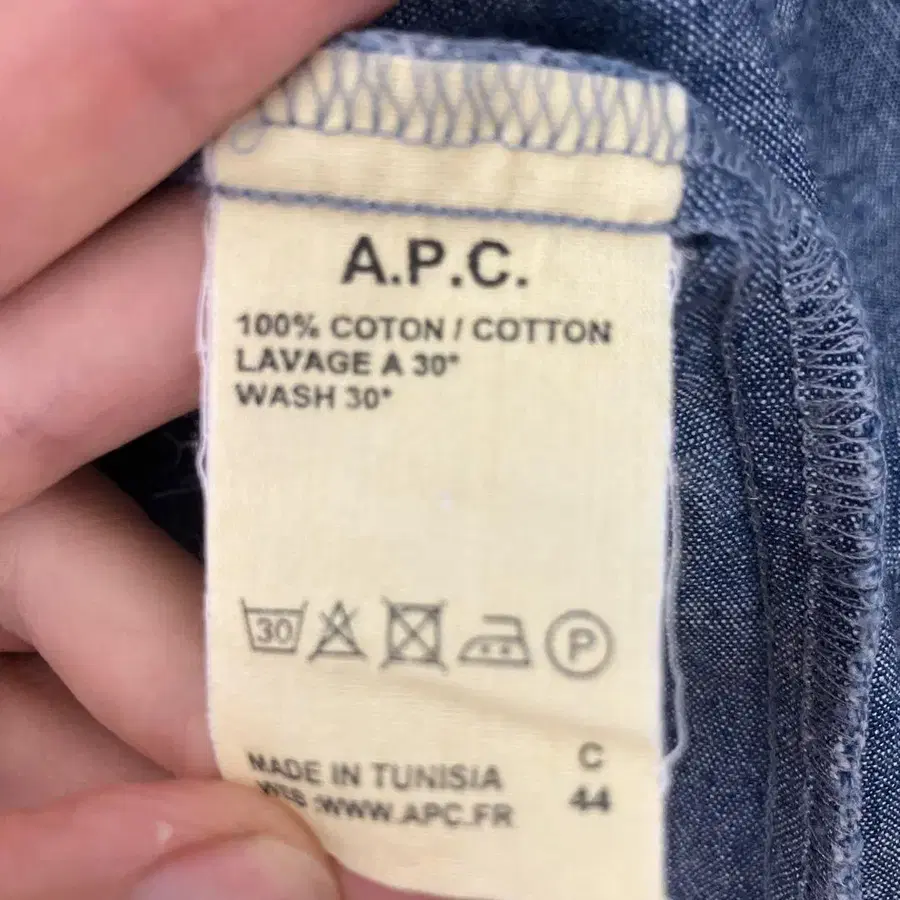 A.P.C.
100% COTON / COTTON
LAVAGE A 30°
WASH 30°
30 P
MADE IN TUNISIA
:WWW.APC.FR
C
44